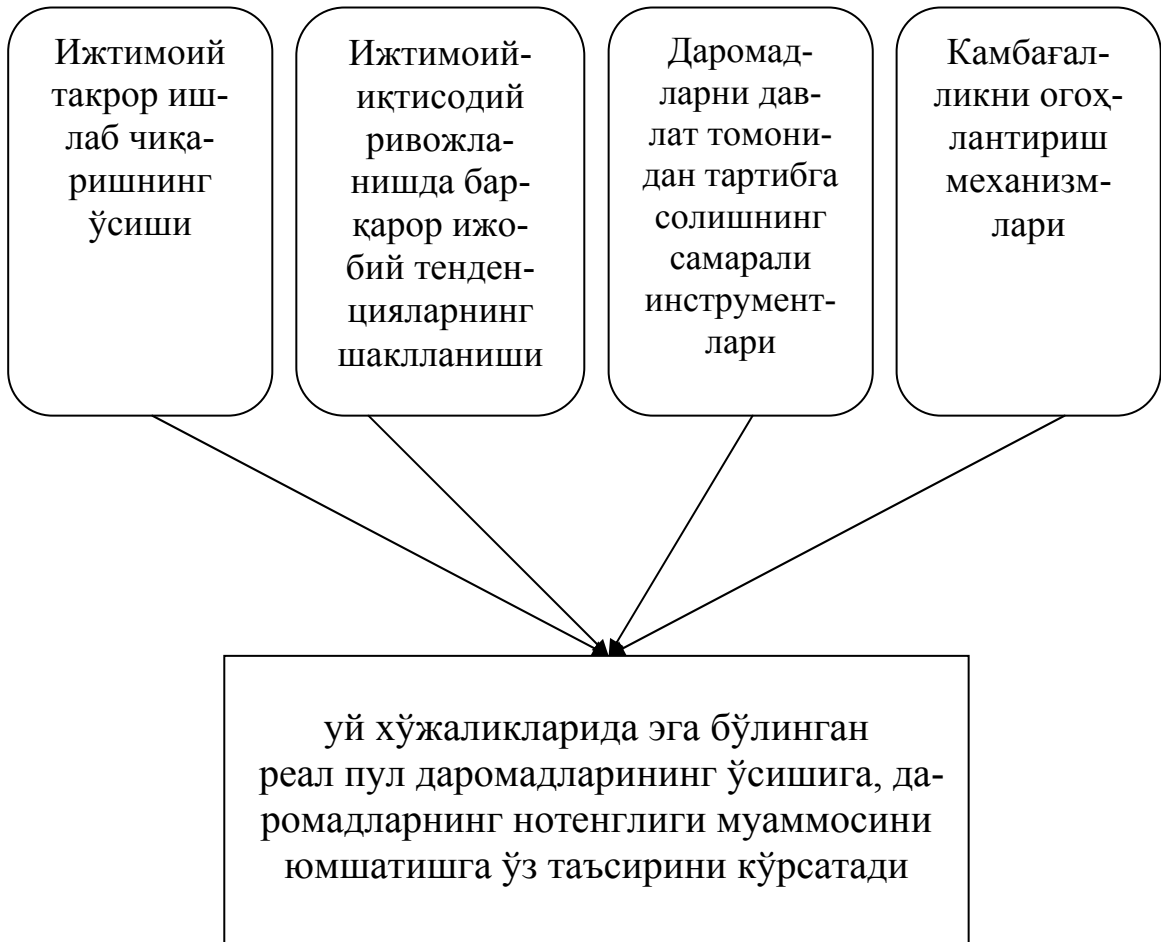 Ижтимоий
такрор иш-
лаб чиқа-
ришнинг
ўсиши
Ижтимоий-
иқтисодий
ривожла-
нишда бар-
қарор ижо-
бий тенден-
цияларнинг
шаклланиши
Даромад-
ларни дав-
лат томони-
дан тартибга
солишнинг
самарали
инструмент-
лари
Камбағал-
ликни огоҳ-
лантириш
механизм-
лари
уй хўжаликларида эга бўлинган
реал пул даромадларининг ўсишига, да-
ромадларнинг нотенглиги муаммосини
юмшатишга ўз таъсирини кўрсатади